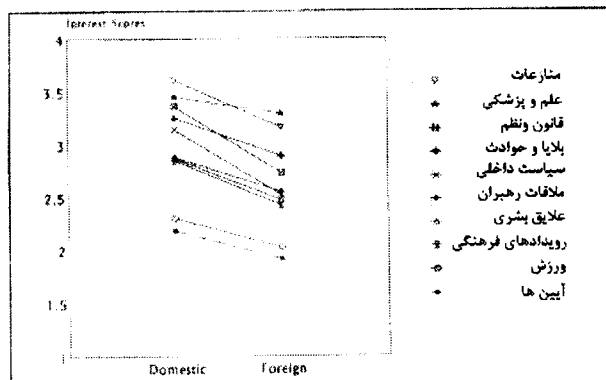 Interest Scores
4
3.5
3
2.5
2
1.5
1
Domestic Foreign
منازعات
علم و پزشکی
قانون ونظم
بلایا و حوادث
سیاست داخلی
ملاقات رهبران
علایق بشری
رویدادهای فرهنگی
ورزش
آیین ها